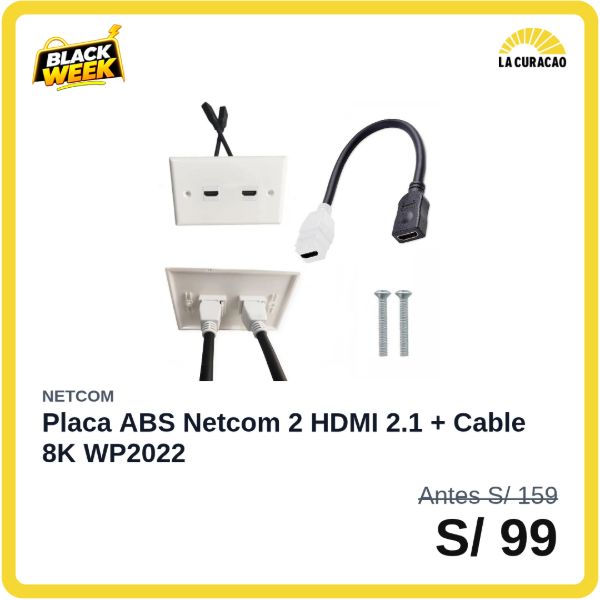 BLACK
WEEK
LA CURACAO
NETCOM
Placa ABS Netcom 2 HDMI 2.1 + Cable
8K WP2022
Antes S/ 159
S/ 99